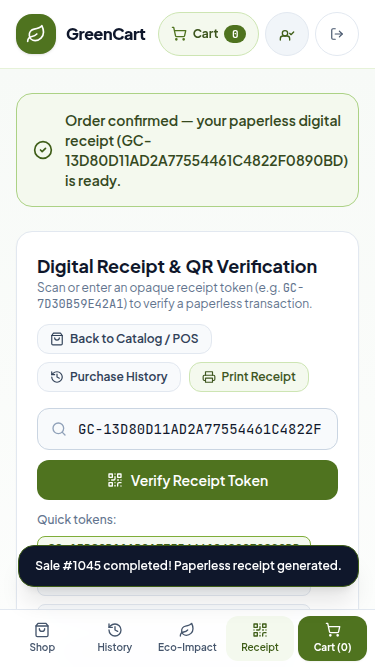 GreenCart
Cart 0
Order confirmed — your paperless digital
receipt (GC-
13D80D11AD2A77554461C4822F0890BD)
is ready.
Digital Receipt & QR Verification
Scan or enter an opaque receipt token (e.g. GC-
7D30B59E42A1) to verify a paperless transaction.
Back to Catalog / POS
Purchase History
Print Receipt
GC-13D80D11AD2A77554461C4822F
Verify Receipt Token
Quick tokens:
Sale #1045 completed! Paperless receipt generated.
Shop
History
Eco-Impact
Receipt
Cart (0)